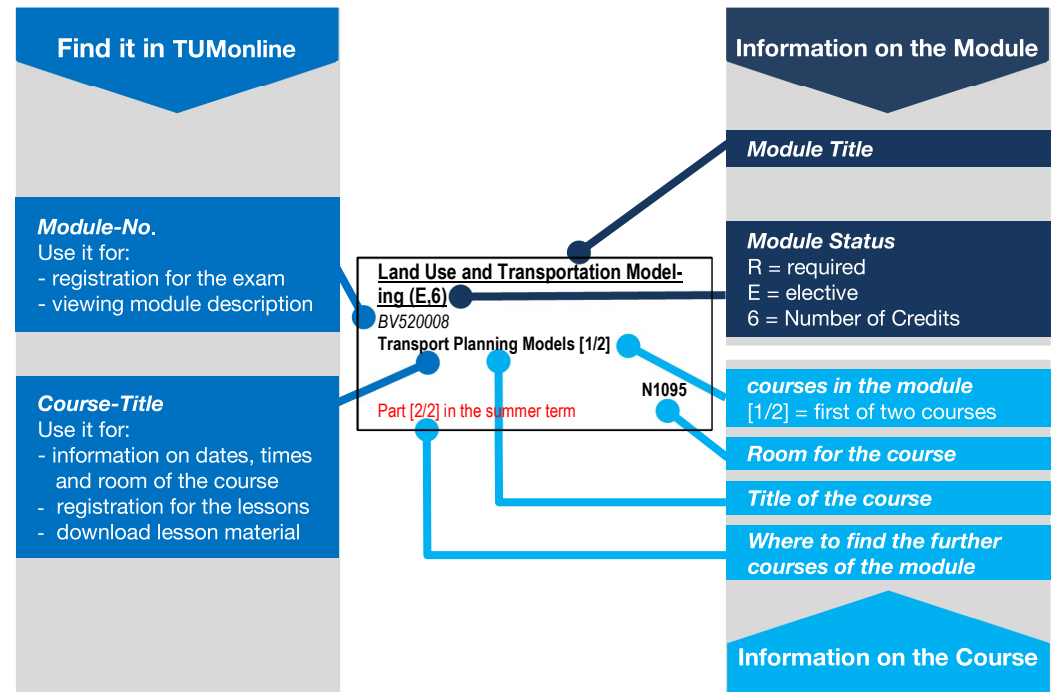 Find it in TUMonline
Module-No.
Use it for:
- registration for the exam
- viewing module description
Course-Title
Use it for:
- information on dates, times
and room of the course
- registration for the lessons
- download lesson material
Land Use and Transportation Model-
ing (E,6)
BV520008
Transport Planning Models [1/2]
N1095
Part [2/2] in the summer term
Information on the Module
Module Title
Module Status
R = required
E = elective
6 = Number of Credits
courses in the module
[1/2] = first of two courses
Room for the course
Title of the course
Where to find the further
courses of the module
Information on the Course